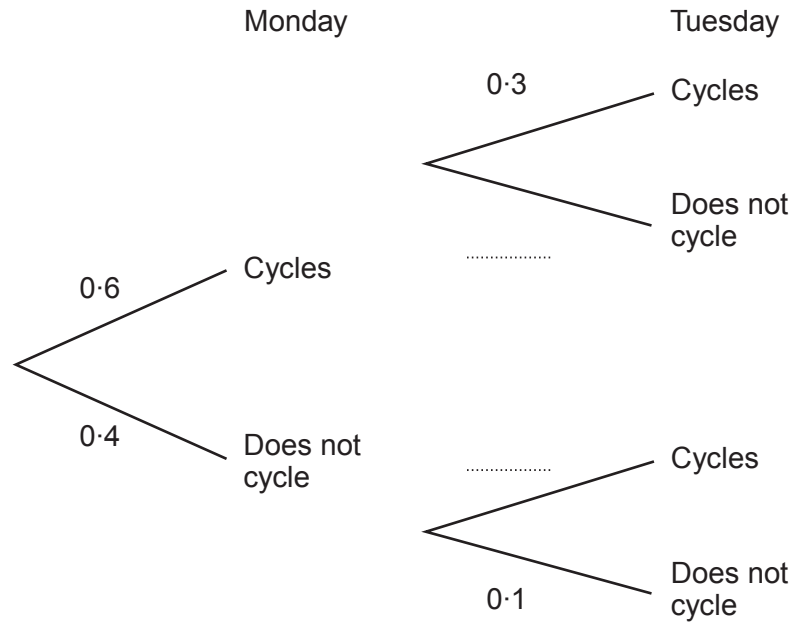 Monday
Tuesday
0·3
Cycles
Does not
cycle
Cycles
0·6
..................
0·4
Does not
cycle
..................
Cycles
0·1
Does not
cycle